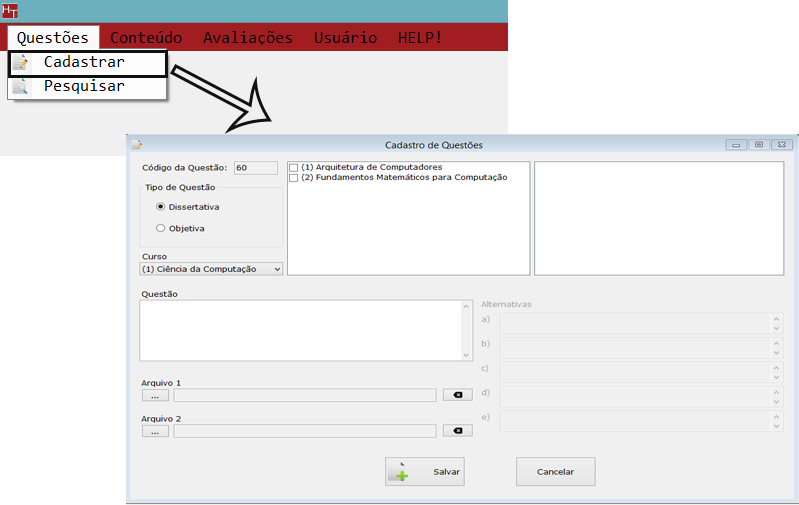 HT
Questões Conteúdo Avaliações Usuário HELP!
Cadastrar
Pesquisar
Cadastro de Questões
Código da Questão: 60
Tipo de Questão
Dissertativa
Objetiva
Curso
(1) Ciência da Computação
(1) Arquitetura de Computadores
(2) Fundamentos Matemáticos para Computação
Questão
Alternativas
a)
b)
c)
d)
e)
Arquivo 1
...
Arquivo 2
...
Salvar
Cancelar